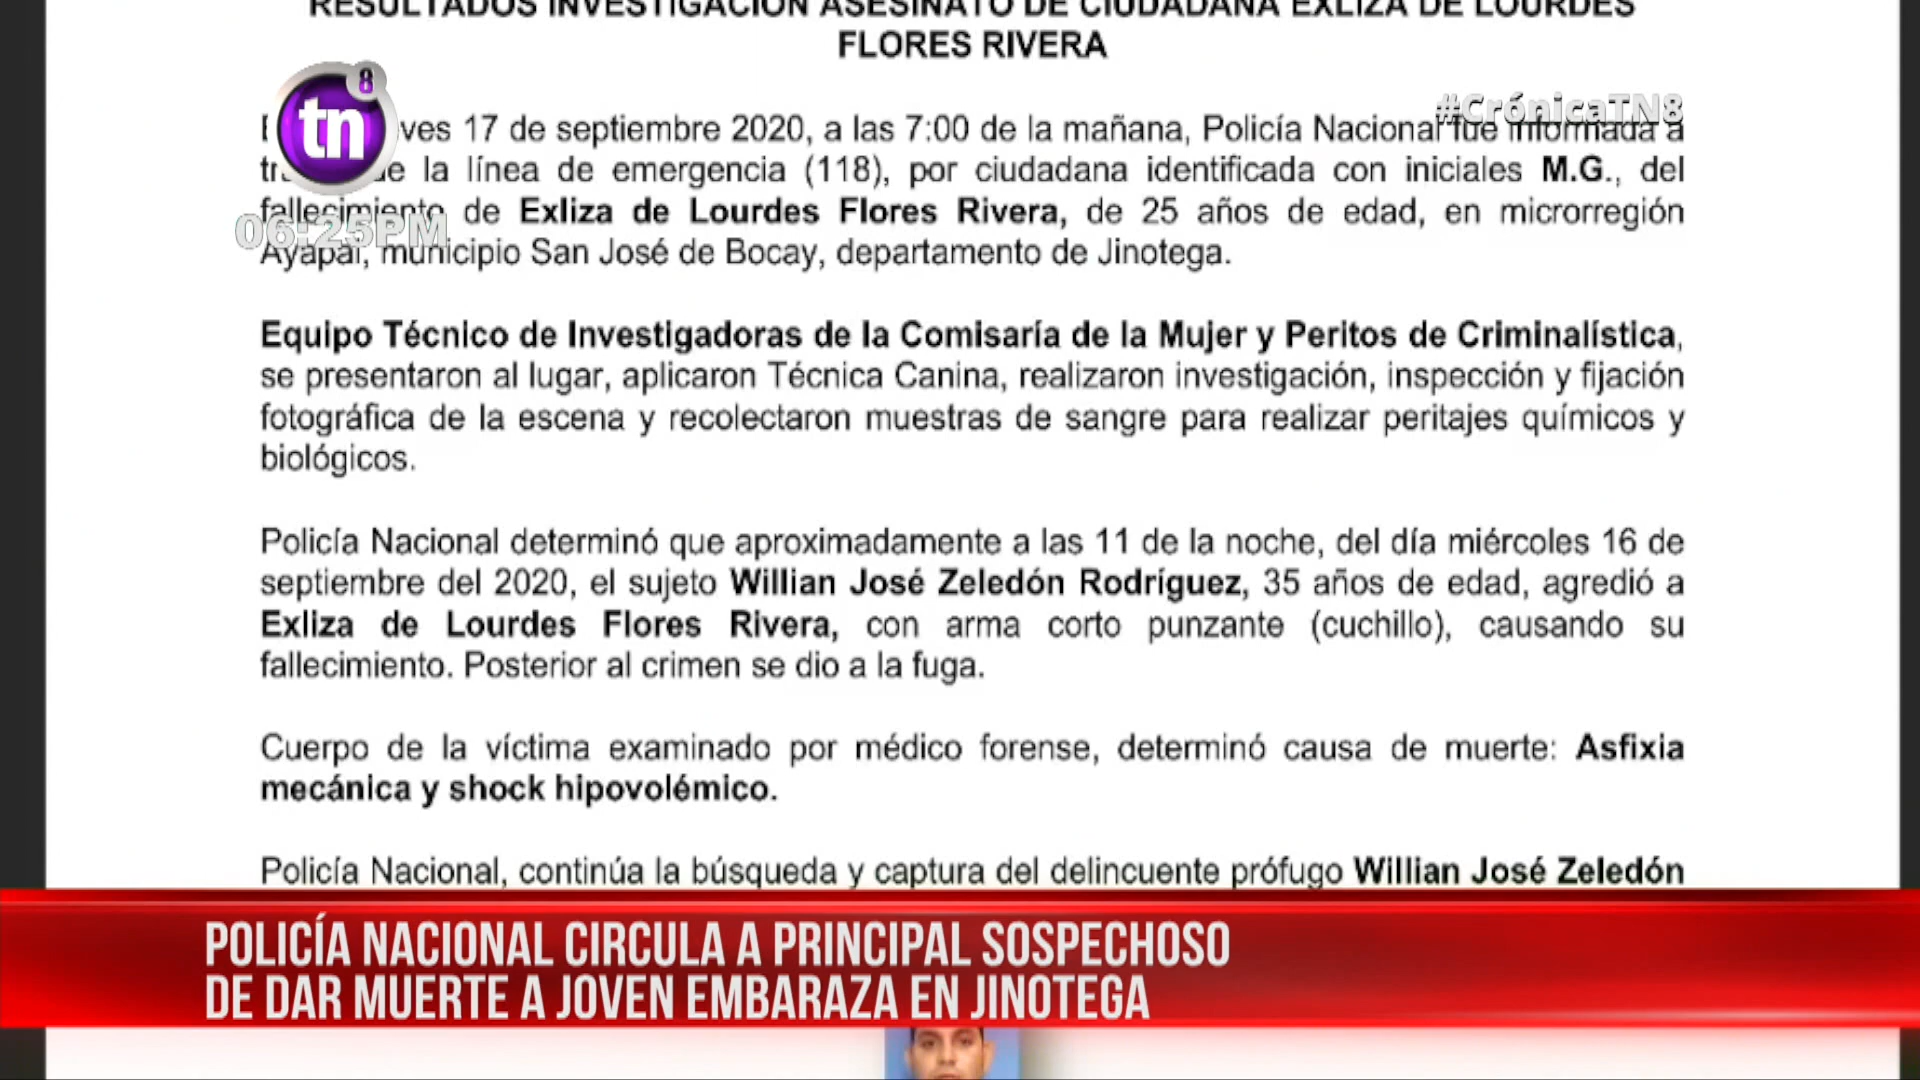 RESULTADOS INVESTIGACIÓN ASESINATO DE CIUDADANA EXLIZA DE LOURDES
FLORES RIVERA
tn8
#CrónicaTN8
ves 17 de septiembre 2020, a las 7:00 de la mañana, Policía Nacional fue informada a
de la línea de emergencia (118), por ciudadana identificada con iniciales M.G., del
fallecimiento de Exliza de Lourdes Flores Rivera, de 25 años de edad, en microrregión
06:25PM
Ayapal, municipio San José de Bocay, departamento de Jinotega.
Equipo Técnico de Investigadoras de la Comisaría de la Mujer y Peritos de Criminalística,
se presentaron al lugar, aplicaron Técnica Canina, realizaron investigación, inspección y fijación
fotográfica de la escena y recolectaron muestras de sangre para realizar peritajes químicos y
biológicos.
Policía Nacional determinó que aproximadamente a las 11 de la noche, del día miércoles 16 de
septiembre del 2020, el sujeto Willian José Zeledón Rodríguez, 35 años de edad, agredió a
Exliza de Lourdes Flores Rivera, con arma corto punzante (cuchillo), causando su
fallecimiento. Posterior al crimen se dio a la fuga.
Cuerpo de la víctima examinado por médico forense, determinó causa de muerte: Asfixia
mecánica y shock hipovolémico.
Policía Nacional, continúa la búsqueda y captura del delincuente prófugo Willian José Zeledón
POLICÍA NACIONAL CIRCULA A PRINCIPAL SOSPECHOSO
DE DAR MUERTE A JOVEN EMBARAZA EN JINOTEGA